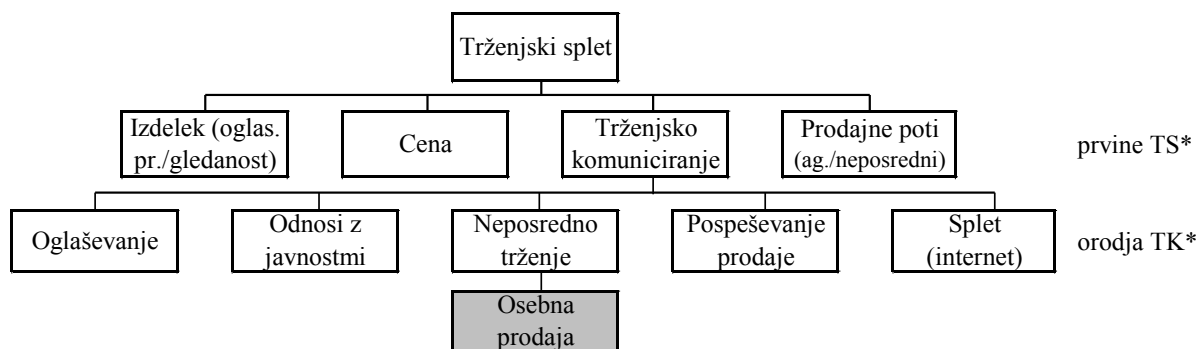 Trženjski splet
Izdelek (oglas.
pr./gledanost)
Cena
Trženjsko
komuniciranje
Prodajne poti
(ag./neposredni)
prvine TS*
Oglaševanje
Odnosi z
javnostmi
Neposredno
trženje
Pospeševanje
prodaje
Splet
(internet)
orodja TK*
Osebna
prodaja